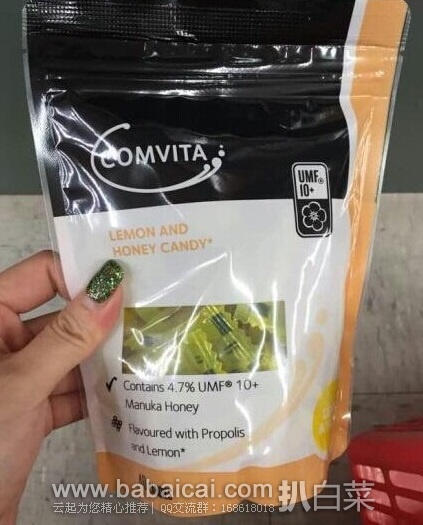 COMVITA
UMF®
10+
LEMON AND
HONEY CANDY*
Contains 4.7% UMF® 10+
Manuka Honey
Flavoured with Propolis
and Lemon*
www.babaicai.com 扒白菜
云起为您精心推荐 | QQ交流群：168618018